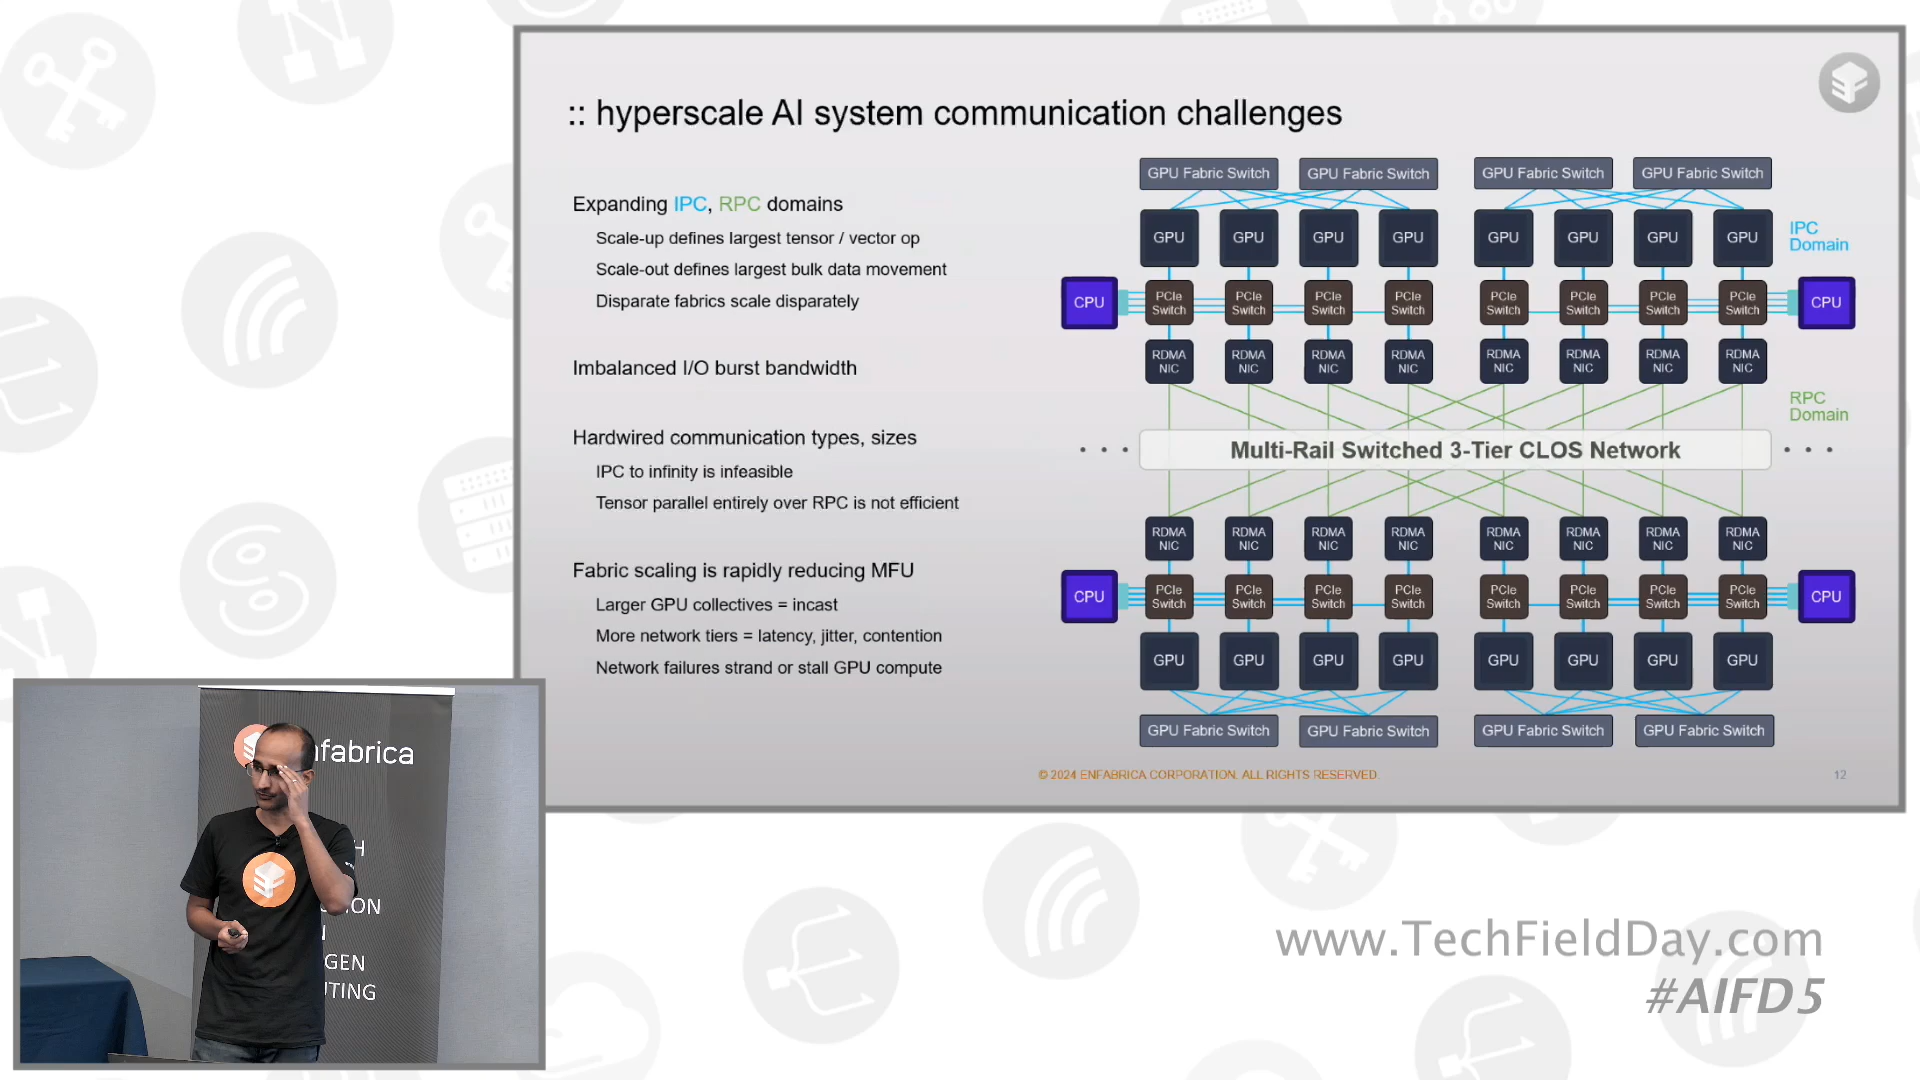 :: hyperscale AI system communication challenges
Expanding IPC, RPC domains
Scale-up defines largest tensor / vector op
Scale-out defines largest bulk data movement
Disparate fabrics scale disparately
Imbalanced I/O burst bandwidth
Hardwired communication types, sizes
IPC to infinity is infeasible
Tensor parallel entirely over RPC is not efficient
Fabric scaling is rapidly reducing MFU
Larger GPU collectives = incast
More network tiers = latency, jitter, contention
Network failures strand or stall GPU compute
GPU Fabric Switch GPU Fabric Switch GPU Fabric Switch GPU Fabric Switch
GPU GPU GPU GPU GPU GPU GPU GPU
IPC
Domain
CPU PCIe Switch PCIe Switch PCIe Switch PCIe Switch PCIe Switch PCIe Switch PCIe Switch PCIe Switch CPU
RDMA NIC RDMA NIC RDMA NIC RDMA NIC RDMA NIC RDMA NIC RDMA NIC RDMA NIC
RPC
Domain
• • • Multi-Rail Switched 3-Tier CLOS Network • • •
RDMA NIC RDMA NIC RDMA NIC RDMA NIC RDMA NIC RDMA NIC RDMA NIC RDMA NIC
CPU PCIe Switch PCIe Switch PCIe Switch PCIe Switch PCIe Switch PCIe Switch PCIe Switch PCIe Switch CPU
GPU GPU GPU GPU GPU GPU GPU GPU
GPU Fabric Switch GPU Fabric Switch GPU Fabric Switch GPU Fabric Switch
© 2024 ENFABRICA CORPORATION. ALL RIGHTS RESERVED.
12
nfabrica
H
ON
GEN
UTING
www.TechFieldDay.com
#AIFD5